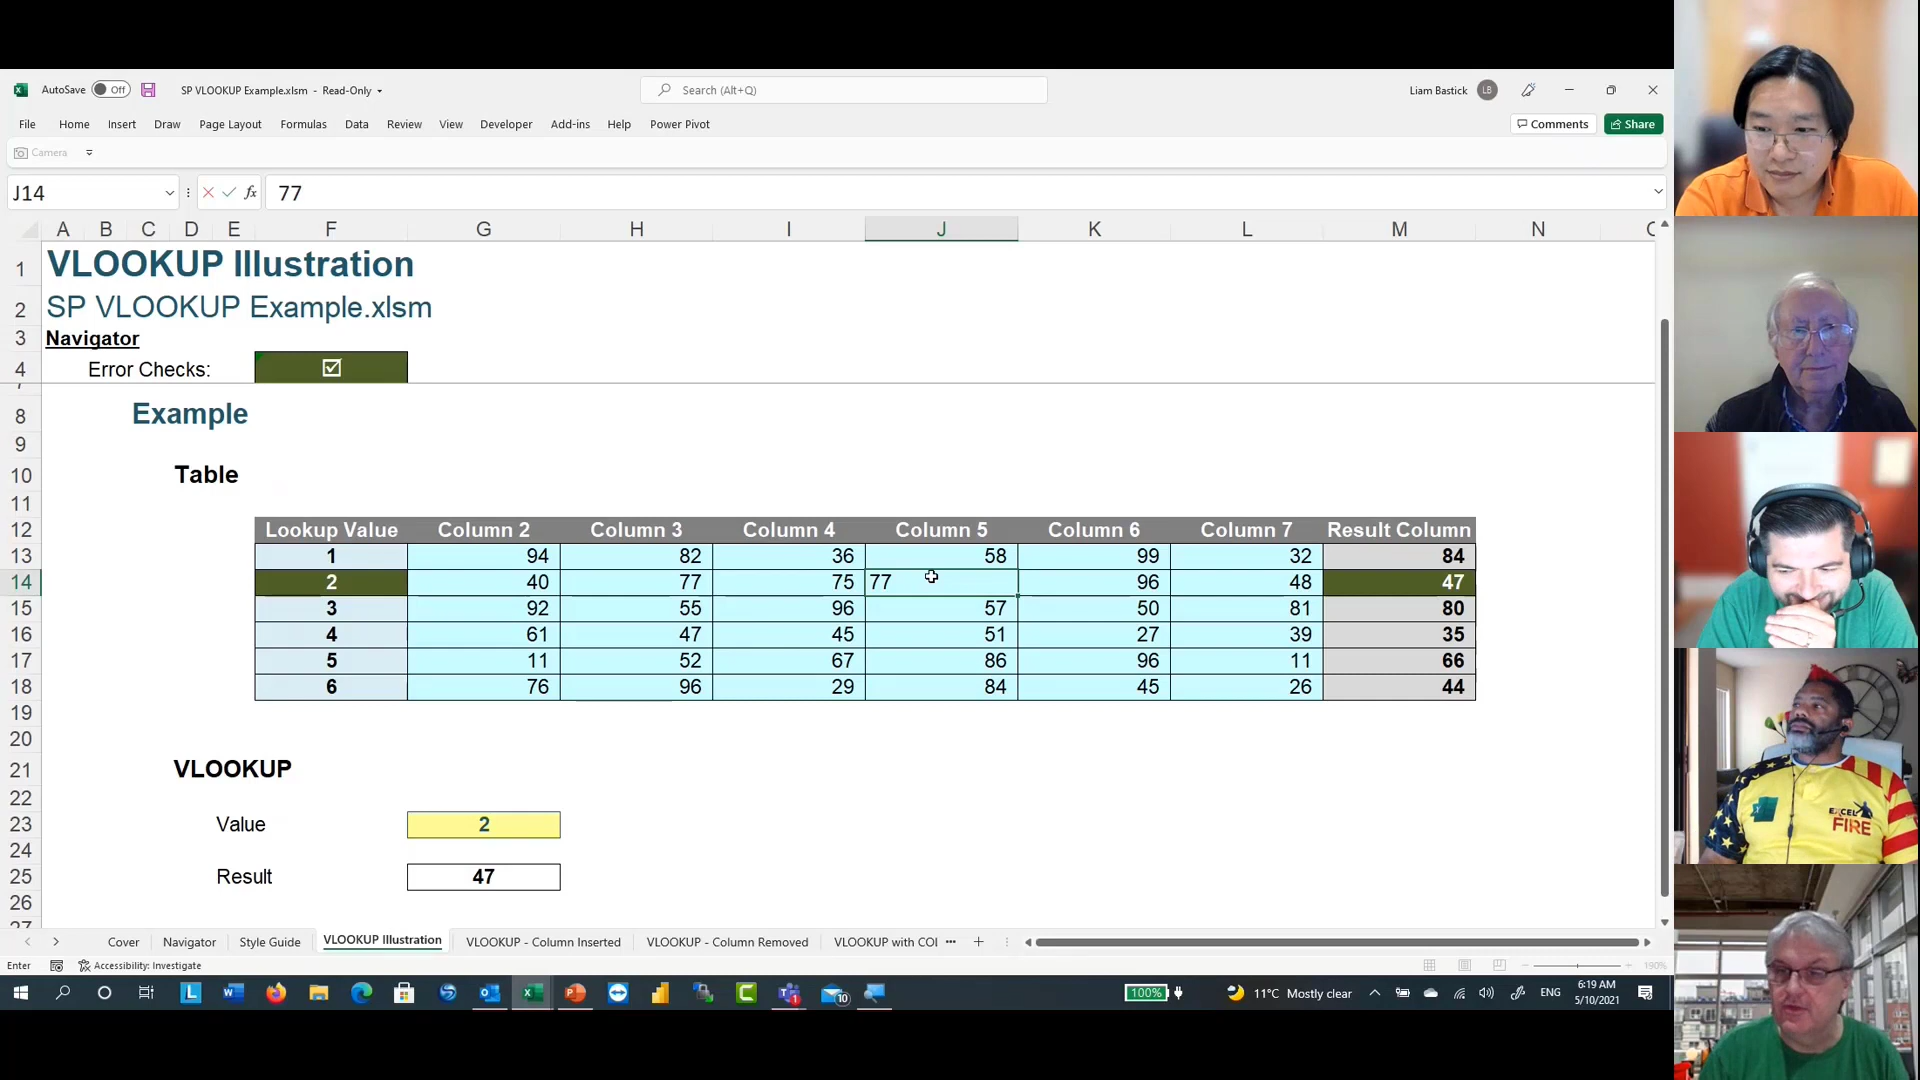 AutoSave Off SP VLOOKUP Example.xlsm - Read-Only Search (Alt+Q) Liam Bastick LB
File Home Insert Draw Page Layout Formulas Data Review View Developer Add-ins Help Power Pivot Comments Share
Camera
J14 fx 77
A B C D E F G H I J K L M N
1 VLOOKUP Illustration
2 SP VLOOKUP Example.xlsm
3 Navigator
4 Error Checks:
8 Example
9
10 Table
11
12 Lookup Value Column 2 Column 3 Column 4 Column 5 Column 6 Column 7 Result Column
13 1 94 82 36 58 99 32 84
14 2 40 77 75 77 96 48 47
15 3 92 55 96 57 50 81 80
16 4 61 47 45 51 27 39 35
17 5 11 52 67 86 96 11 66
18 6 76 96 29 84 45 26 44
19
20
21 VLOOKUP
22
23 Value 2
24
25 Result 47
26
27
Cover Navigator Style Guide VLOOKUP Illustration VLOOKUP - Column Inserted VLOOKUP - Column Removed VLOOKUP with COL ... +
Enter Accessibility: Investigate 190%
100% 11°C Mostly clear ENG 6:19 AM
5/10/2021
EXCEL
FIRE